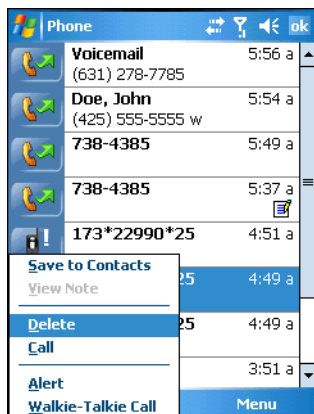 Phone ok
Voicemail 5:56 a
(631) 278-7785
Doe, John 5:54 a
(425) 555-5555 w
738-4385 5:49 a
738-4385 5:37 a
173*22990*25 4:51 a
Save to Contacts
25 4:49 a
View Note
Delete
25 4:49 a
Call
3:51 a
Alert
Walkie-Talkie Call
Menu